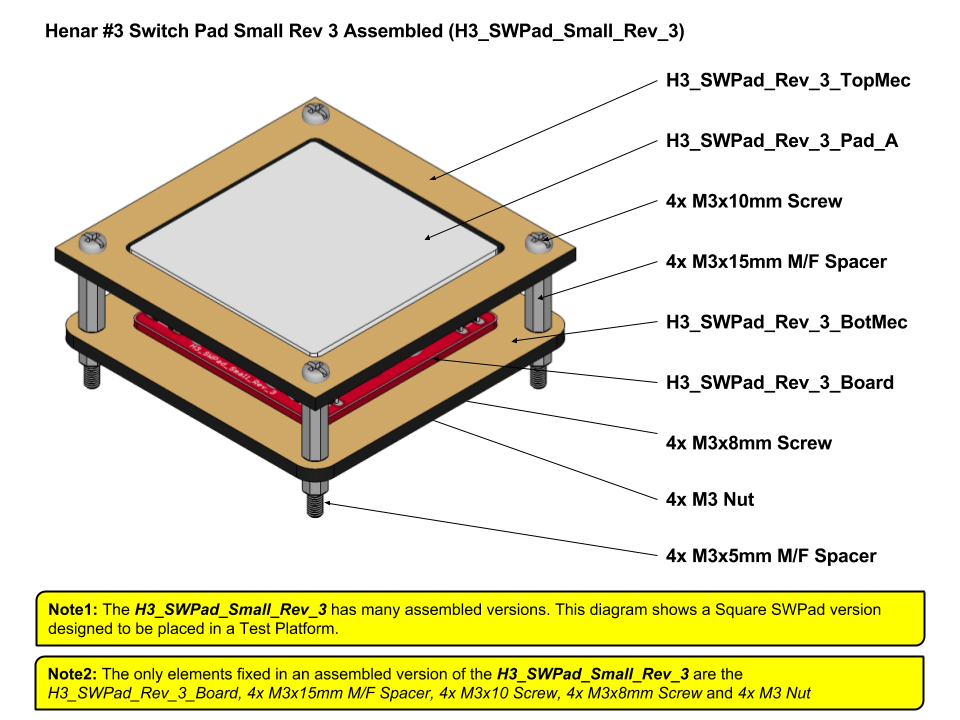 Henar #3 Switch Pad Small Rev 3 Assembled (H3_SWPad_Small_Rev_3)
H3_SWPad_Rev_3_TopMec
H3_SWPad_Rev_3_Pad_A
4x M3x10mm Screw
4x M3x15mm M/F Spacer
H3_SWPad_Rev_3_BotMec
H3_SWPad_Rev_3_Board
4x M3x8mm Screw
4x M3 Nut
4x M3x5mm M/F Spacer
H3_SWPad_Small_Rev_3
Note1: The H3_SWPad_Small_Rev_3 has many assembled versions. This diagram shows a Square SWPad version
designed to be placed in a Test Platform.
Note2: The only elements fixed in an assembled version of the H3_SWPad_Small_Rev_3 are the
H3_SWPad_Rev_3_Board, 4x M3x15mm M/F Spacer, 4x M3x10 Screw, 4x M3x8mm Screw and 4x M3 Nut